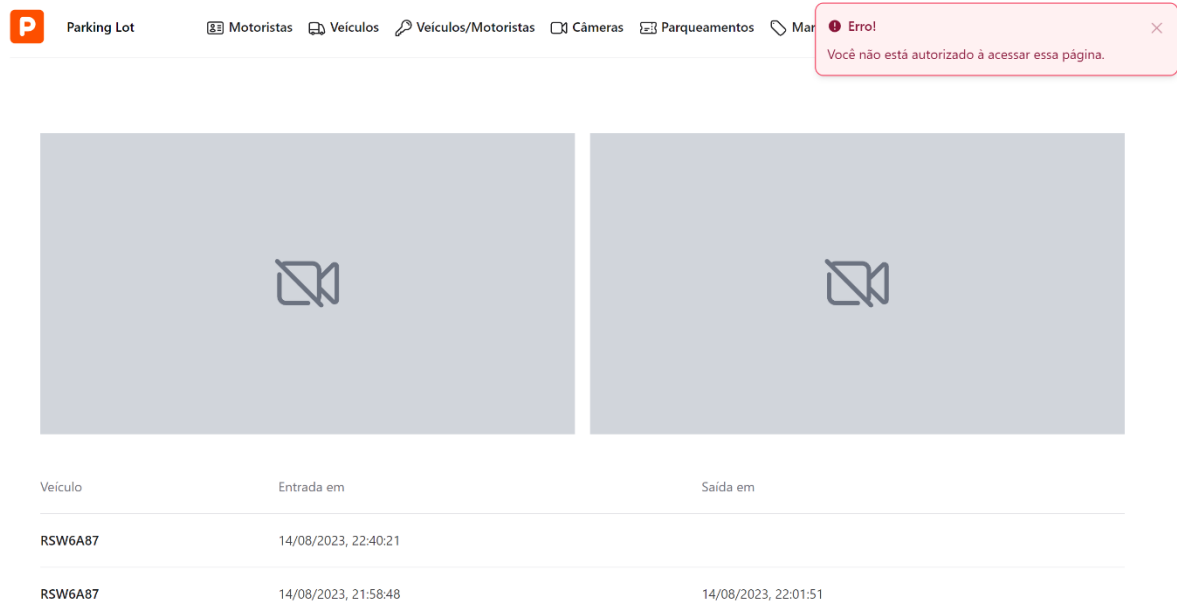 P Parking Lot Motoristas Veículos Veículos/Motoristas Câmeras Parqueamentos
Erro!
Você não está autorizado à acessar essa página.
Veículo Entrada em Saída em
RSW6A87 14/08/2023, 22:40:21
RSW6A87 14/08/2023, 21:58:48 14/08/2023, 22:01:51